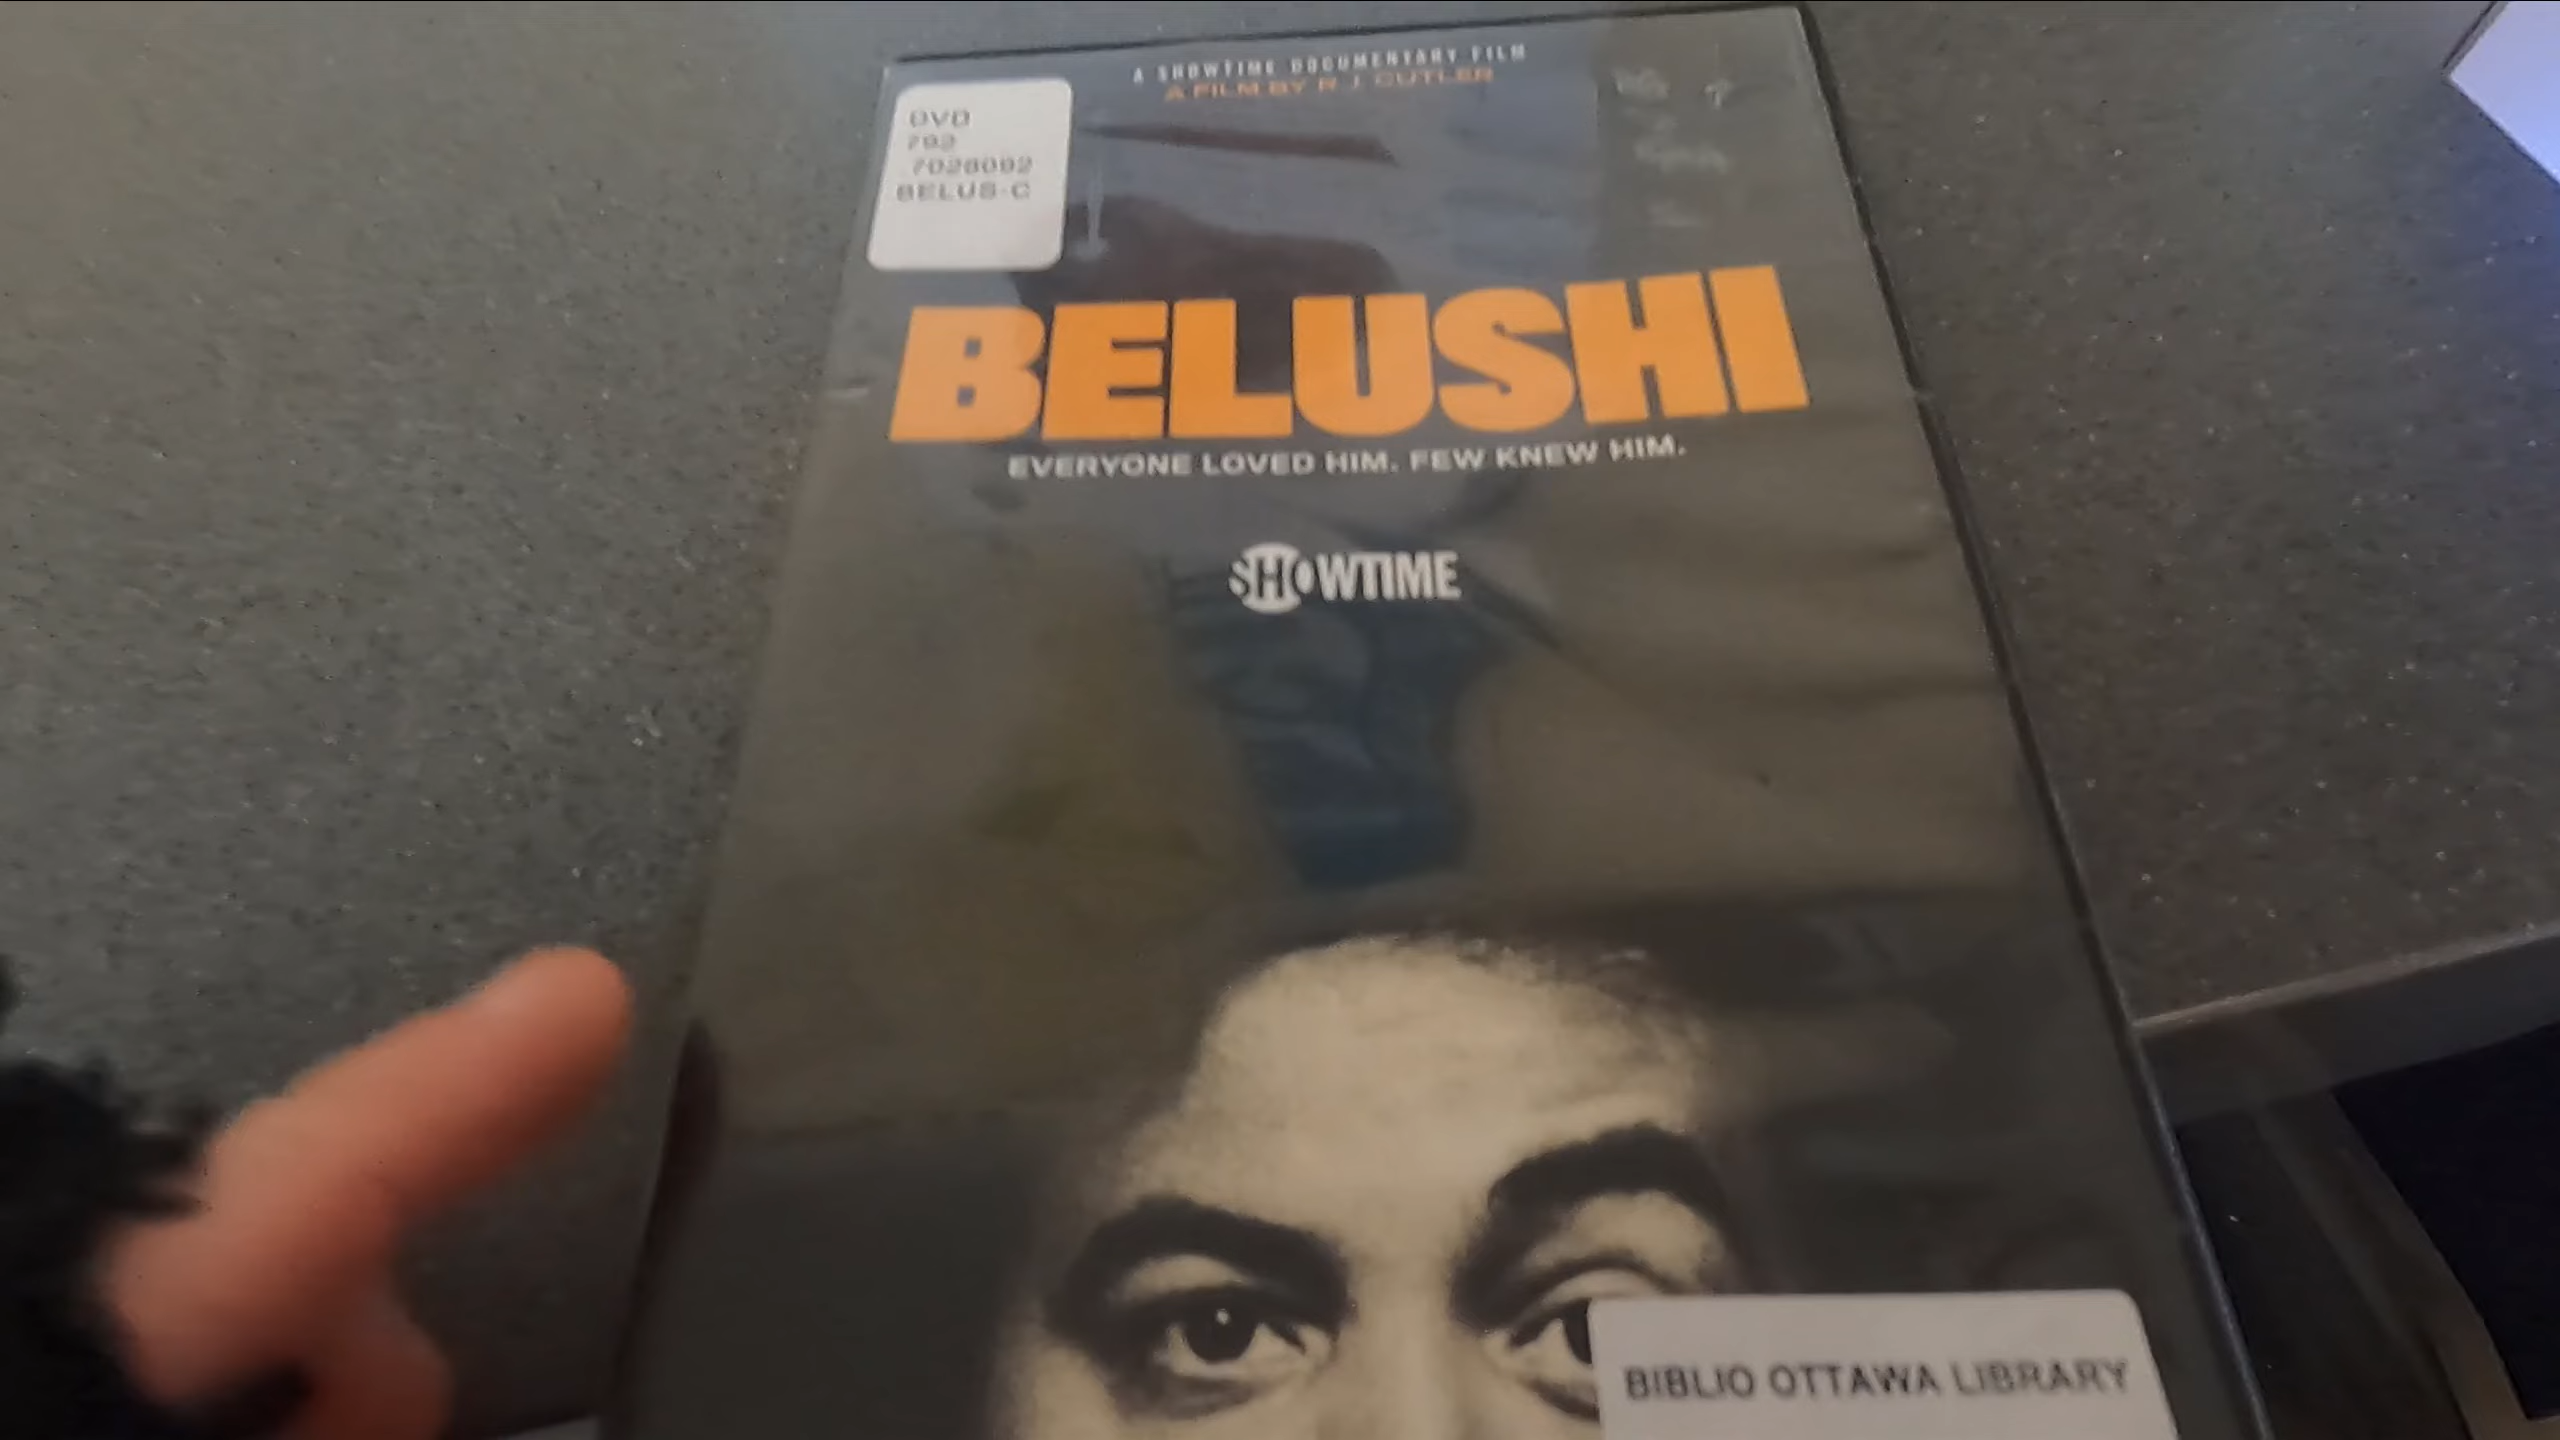 A SHOWTIME DOCUMENTARY FILM
A FILM BY R.J. CUTLER
DVD
792
7028092
BELUS-C
BELUSHI
EVERYONE LOVED HIM. FEW KNEW HIM.
SHOWTIME
BIBLIO OTTAWA LIBRARY